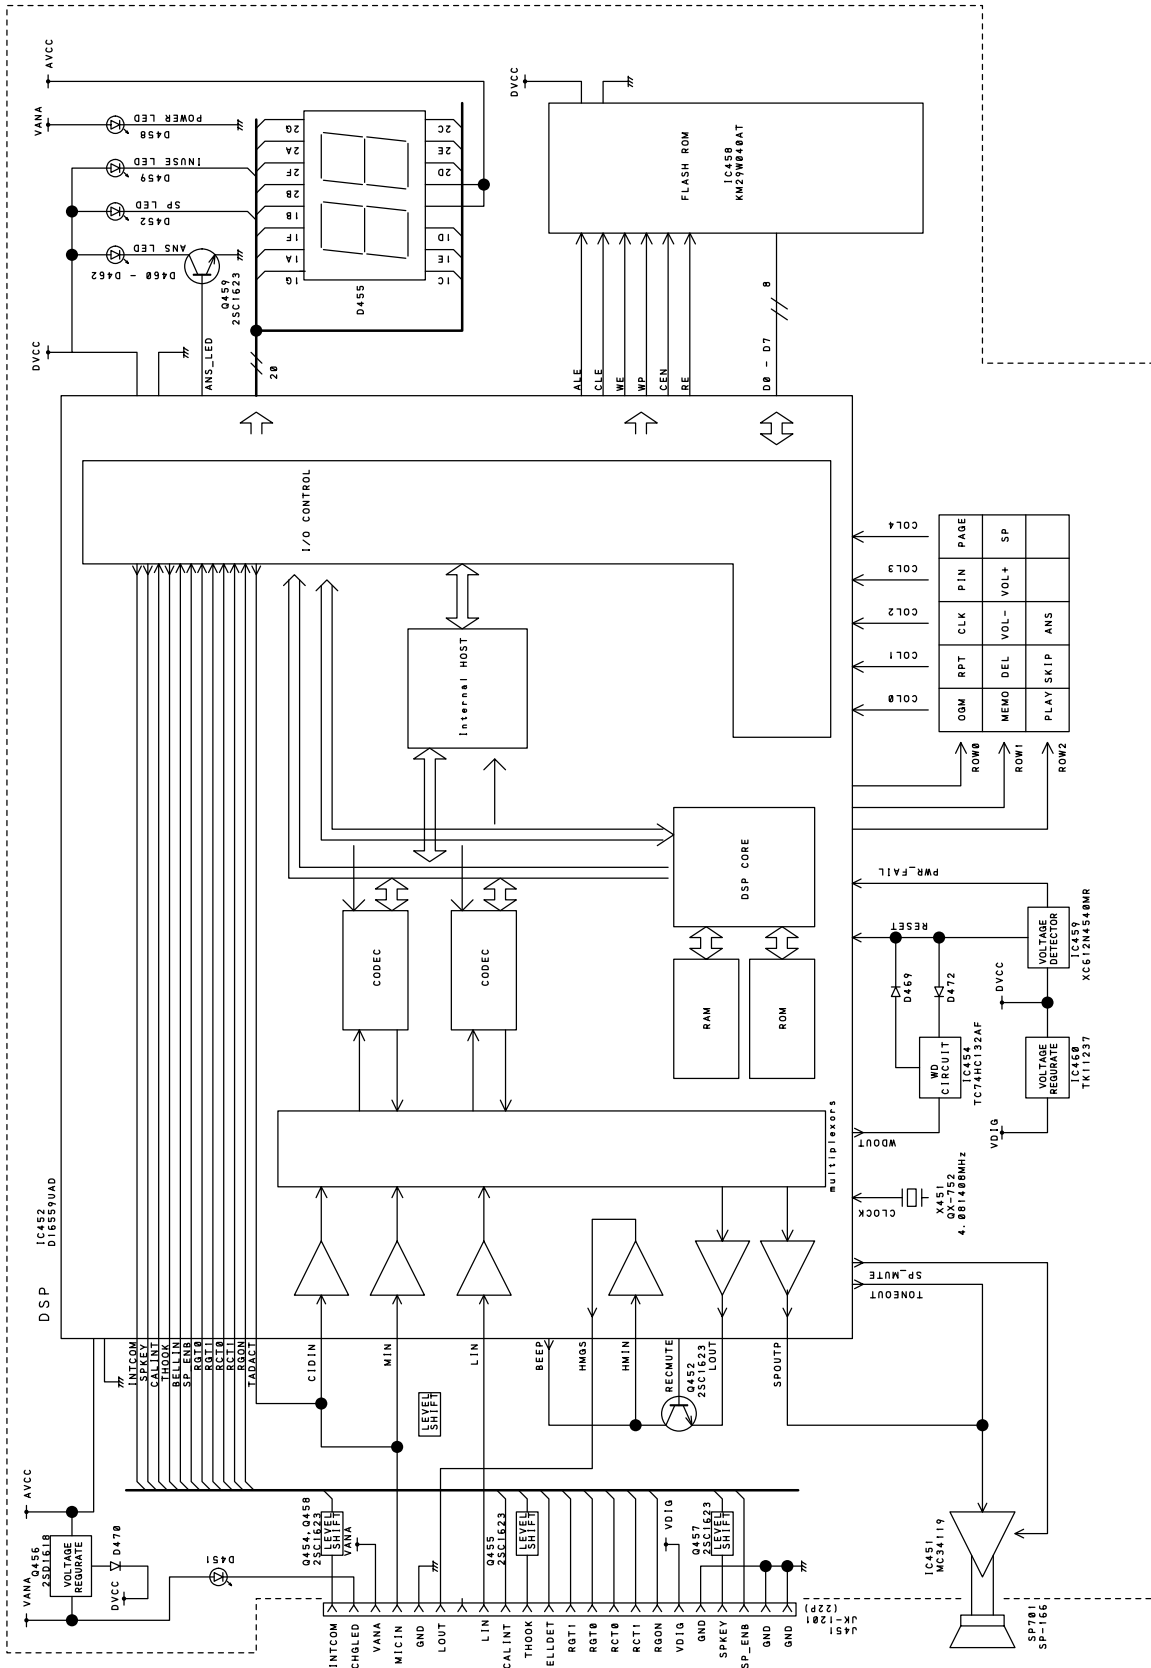 AVCC
VANA
POWER LED
D458
INUSE LED
D459
SP LED
D452
ANS LED
D460 - D462
Q459
2SC1623
DVCC
ANS_LED
20
2G
2A
2F
2B
1B
1F
1A
1G
2C
2E
2D
1D
1E
1C
D455
DVCC
FLASH ROM
IC458
KM29W040AT
ALE
CLE
WE
WP
CEN
RE
D0 - D7
8
I/O CONTROL
Internal HOST
CODEC
CODEC
DSP CORE
RAM
ROM
multiplexors
DSP
IC452
D16559UAD
COL4
COL3
COL2
COL1
COL0
PAGE
PIN
CLK
RPT
OGM
SP
VOL+
VOL-
DEL
MEMO
ANS
SKIP
PLAY
ROW0
ROW1
ROW2
PWR_FAIL
RESET
VOLTAGE
DETECTOR
IC459
XC612N4540MR
D469
D472
DVCC
WD
CIRCUIT
IC454
TC74HC132AF
VOLTAGE
REGURATE
IC460
TK11237
VDIG
WDOUT
CLOCK
X451
QX-752
4.081408MHz
SP_MUTE
TONEOUT
INTCOM
SPKEY
CALINT
THOOK
BELLIN
SP_ENB
RGT0
RGT1
RCT0
RCT1
RGON
TADACT
CIDIN
MIN
LIN
BEEP
HMGS
HMIN
RECMUTE
Q452
2SC1623
LOUT
SPOUTP
LEVEL
SHIFT
AVCC
VANA
Q456
2SD1618
VOLTAGE
REGURATE
D470
DVCC
D451
Q454,Q458
2SC1623
LEVEL
SHIFT
VANA
Q455
2SC1623
LEVEL
SHIFT
VDIG
Q457
2SC1623
LEVEL
SHIFT
INTCOM
CHGLED
VANA
MICIN
GND
LOUT
LIN
CALINT
THOOK
ELLDET
RGT1
RGT0
RCT0
RCT1
RGON
VDIG
GND
SPKEY
SP_ENB
GND
GND
J451
JK-1201
(22P)
IC451
MC34119
SP701
SP-166